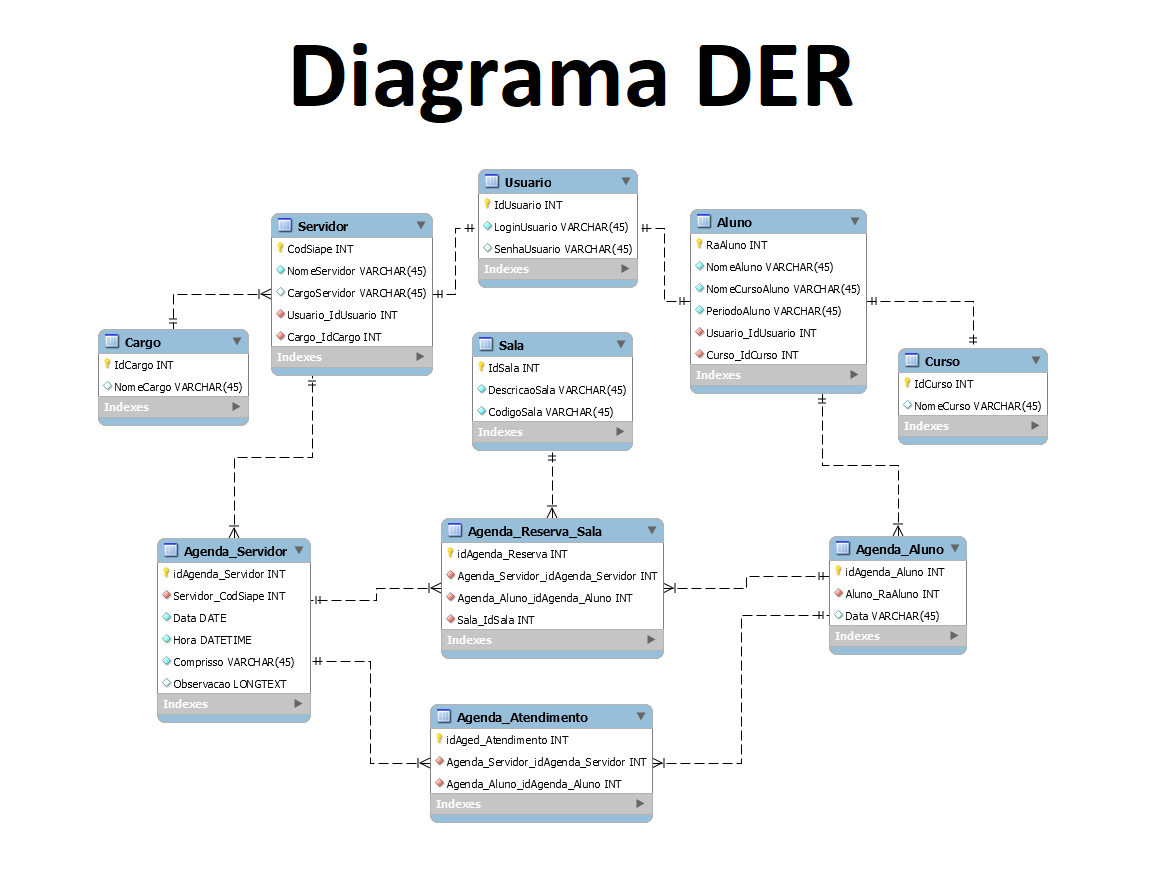 Diagrama DER
Usuario
IdUsuario INT
LoginUsuario VARCHAR(45)
SenhaUsuario VARCHAR(45)
Indexes
Servidor
CodSiape INT
NomeServidor VARCHAR(45)
CargoServidor VARCHAR(45)
Usuario_IdUsuario INT
Cargo_IdCargo INT
Indexes
Aluno
RaAluno INT
NomeAluno VARCHAR(45)
NomeCursoAluno VARCHAR(45)
PeriodoAluno VARCHAR(45)
Usuario_IdUsuario INT
Curso_IdCurso INT
Indexes
Cargo
IdCargo INT
NomeCargo VARCHAR(45)
Indexes
Sala
IdSala INT
DescricaoSala VARCHAR(45)
CodigoSala VARCHAR(45)
Indexes
Curso
IdCurso INT
NomeCurso VARCHAR(45)
Indexes
Agenda_Servidor
idAgenda_Servidor INT
Servidor_CodSiape INT
Data DATE
Hora DATETIME
Comprisso VARCHAR(45)
Observacao LONGTEXT
Indexes
Agenda_Reserva_Sala
idAgenda_Reserva INT
Agenda_Servidor_idAgenda_Servidor INT
Agenda_Aluno_idAgenda_Aluno INT
Sala_IdSala INT
Indexes
Agenda_Aluno
idAgenda_Aluno INT
Aluno_RaAluno INT
Data VARCHAR(45)
Indexes
Agenda_Atendimento
idAged_Atendimento INT
Agenda_Servidor_idAgenda_Servidor INT
Agenda_Aluno_idAgenda_Aluno INT
Indexes